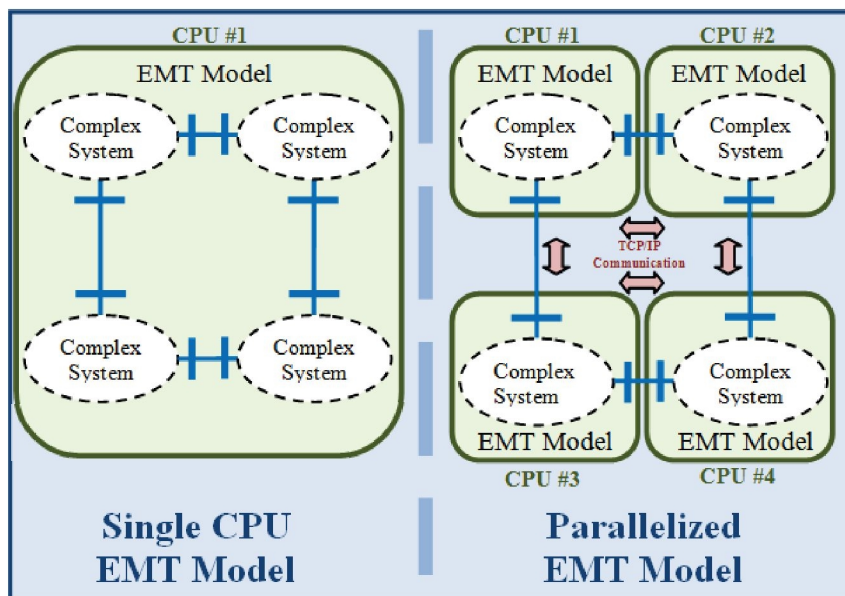 CPU #1
EMT Model
Complex
System
Complex
System
Complex
System
Complex
System
Single CPU
EMT Model
CPU #1
CPU #2
EMT Model
EMT Model
Complex
System
Complex
System
TCP/IP
Communication
Complex
System
Complex
System
EMT Model
EMT Model
CPU #3
CPU #4
Parallelized
EMT Model